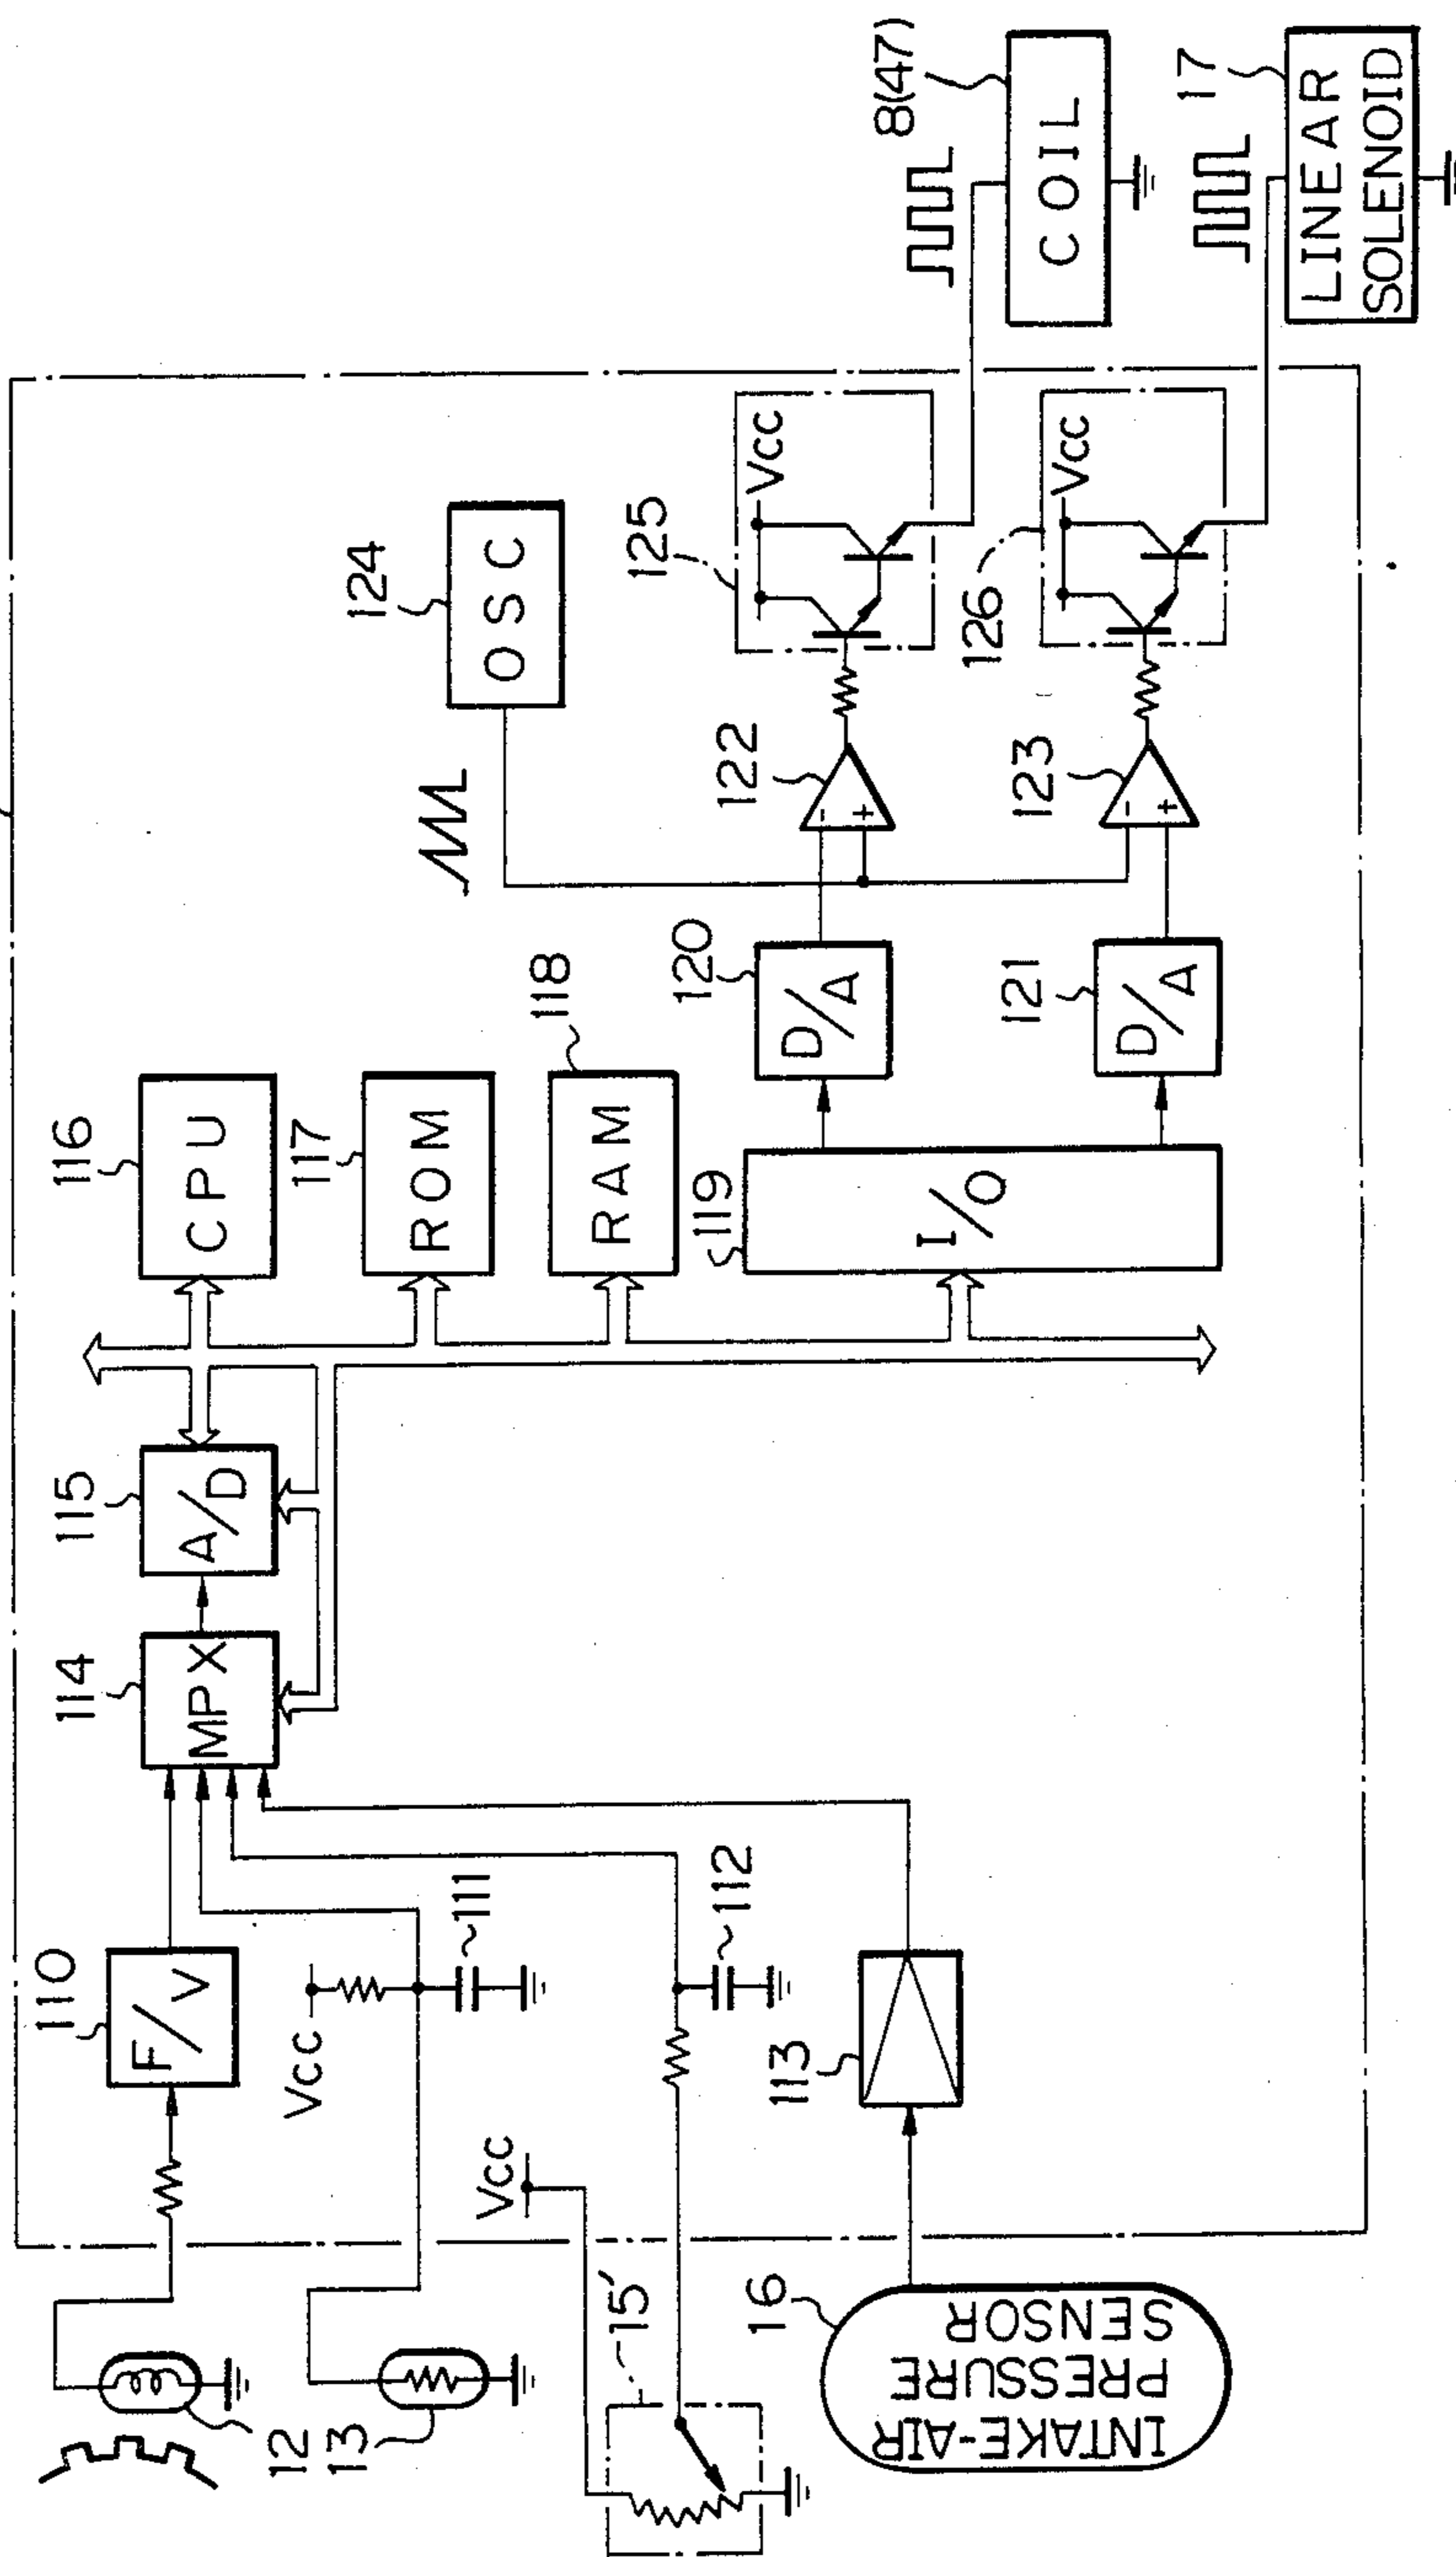 12
13
15'
16
INTAKE-AIR
PRESSURE
SENSOR
110
F/V
Vcc
111
Vcc
112
113
114
MPX
115
A/D
116
CPU
117
ROM
118
RAM
119
I/O
120
D/A
121
D/A
122
-
+
123
-
+
124
OSC
125
Vcc
126
Vcc
8(47)
COIL
17
LINEAR
SOLENOID